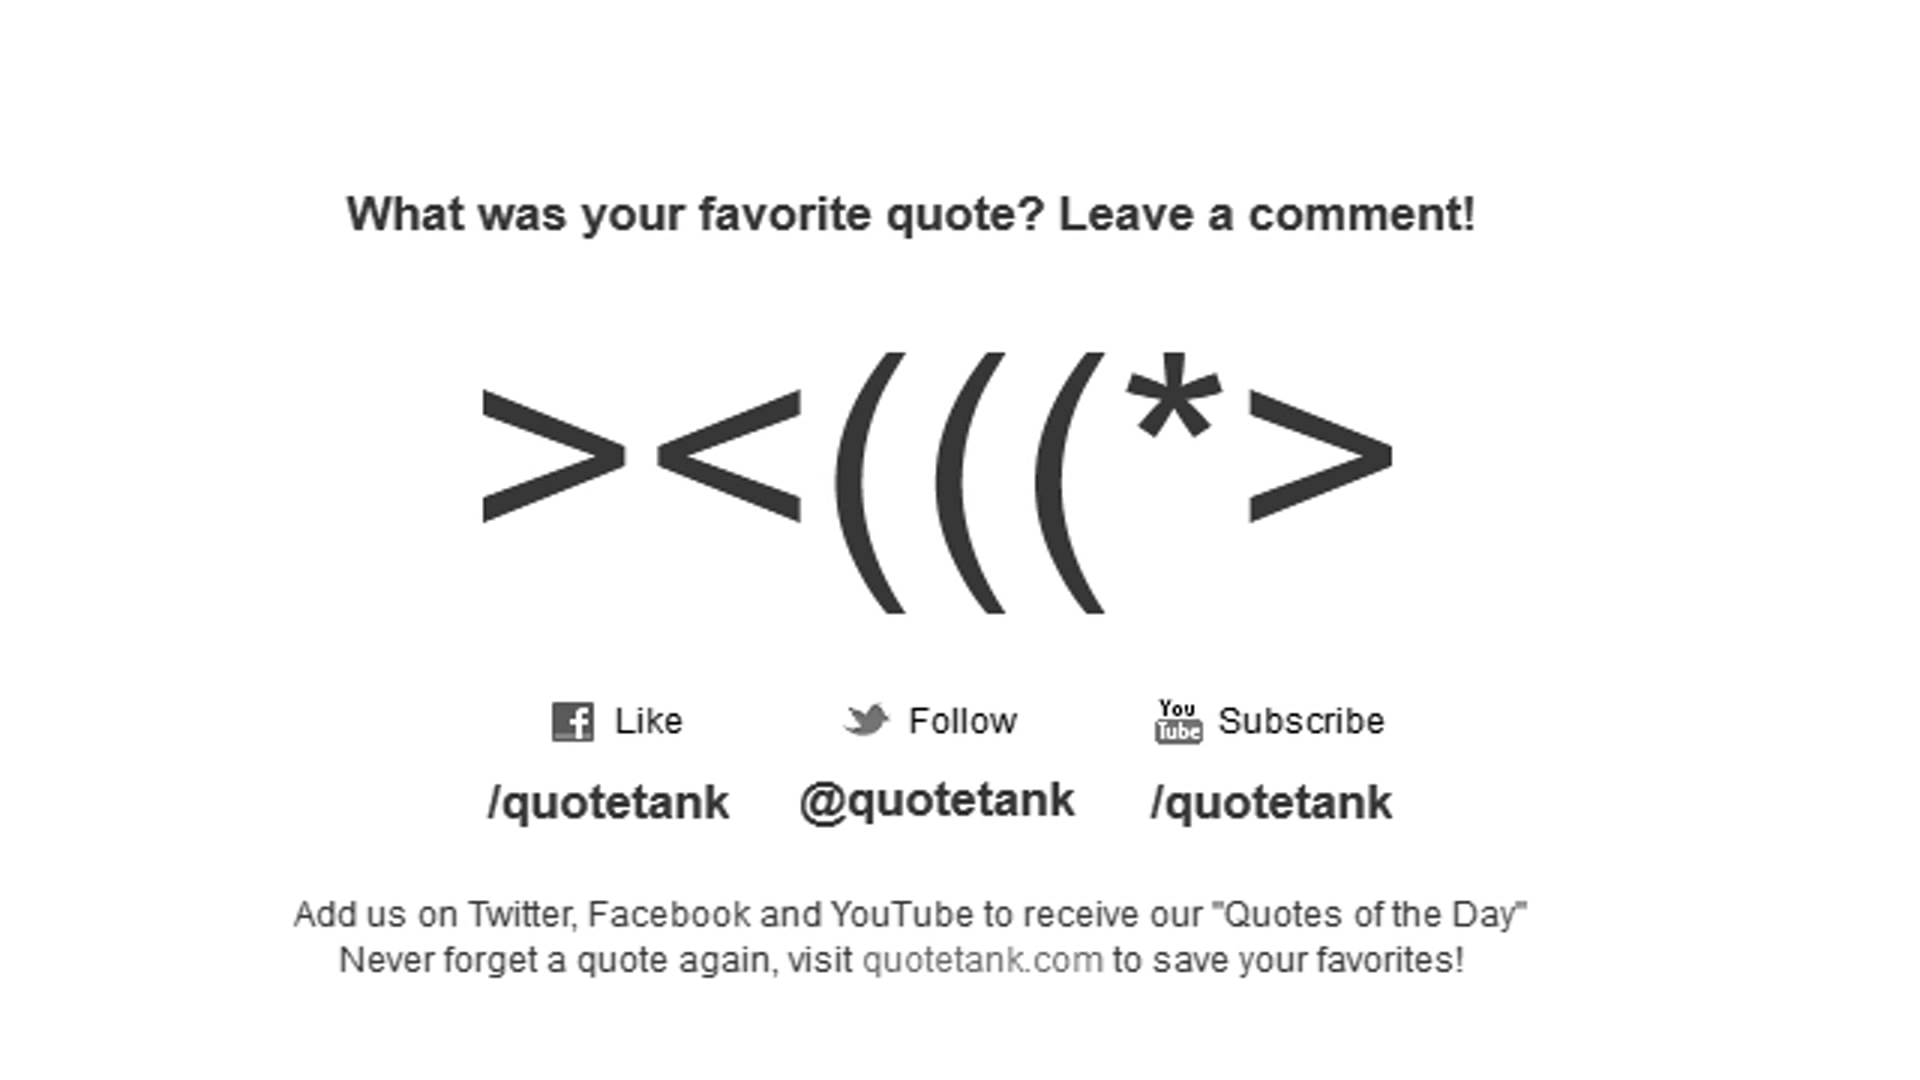 What was your favorite quote? Leave a comment!
><(((*>
f Like Follow You Tube Subscribe
/quotetank @quotetank /quotetank
Add us on Twitter, Facebook and YouTube to receive our "Quotes of the Day"
Never forget a quote again, visit quotetank.com to save your favorites!